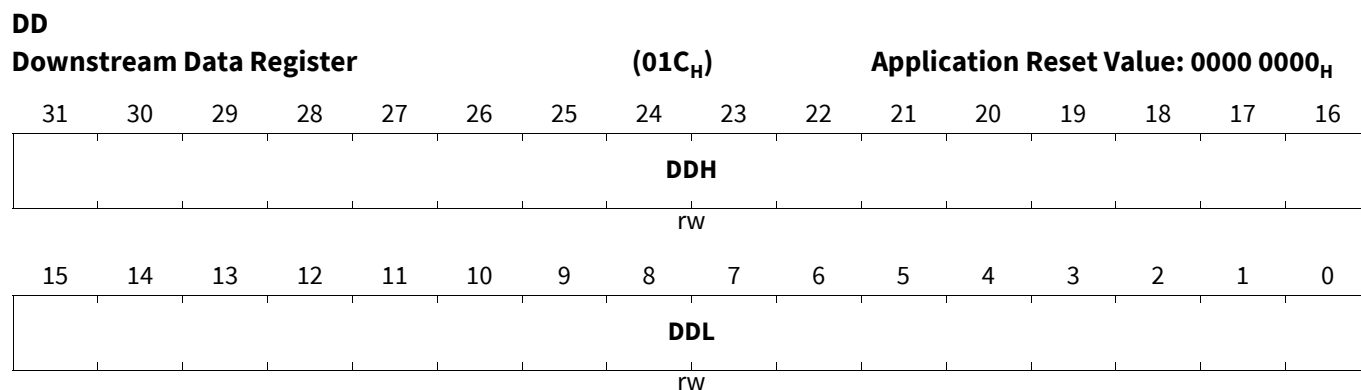 DD
Downstream Data Register (01C_H) Application Reset Value: 0000 0000_H
31 30 29 28 27 26 25 24 23 22 21 20 19 18 17 16
DDH
rw
15 14 13 12 11 10 9 8 7 6 5 4 3 2 1 0
DDL
rw